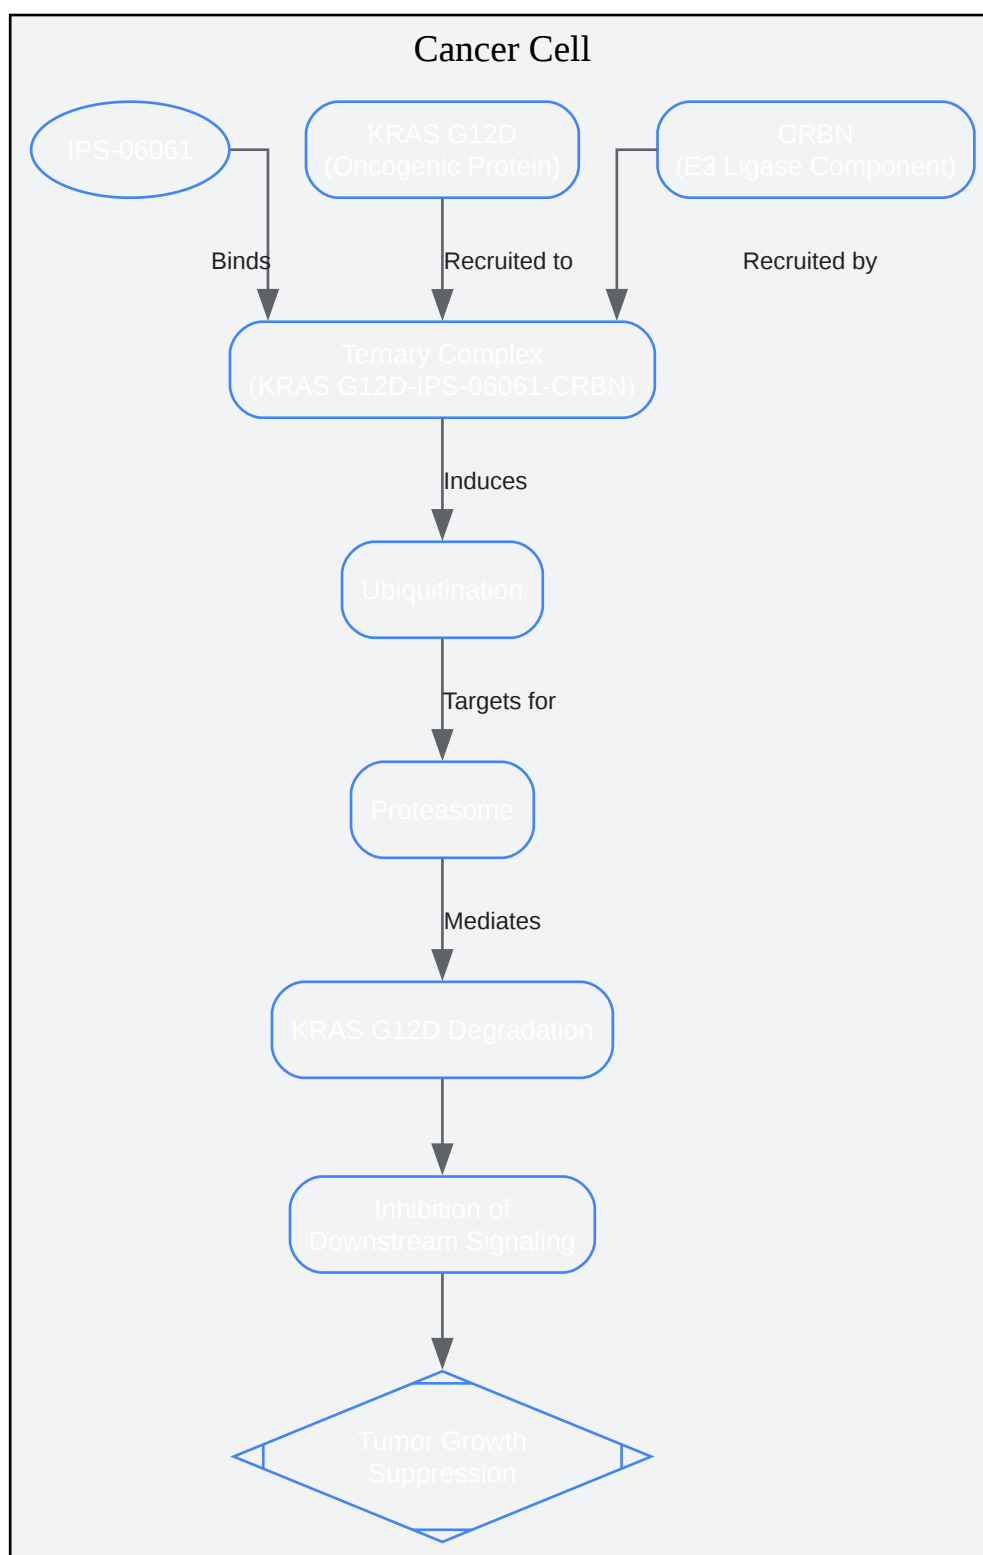 Cancer Cell
IPS-06061
KRAS G12D
(Oncogenic Protein)
CRBN
(E3 Ligase Component)
Binds
Recruited to
Recruited by
Ternary Complex
(KRAS G12D-IPS-06061-CRBN)
Induces
Ubiquitination
Targets for
Proteasome
Mediates
KRAS G12D Degradation
Inhibition of
Downstream Signaling
Tumor Growth
Suppression